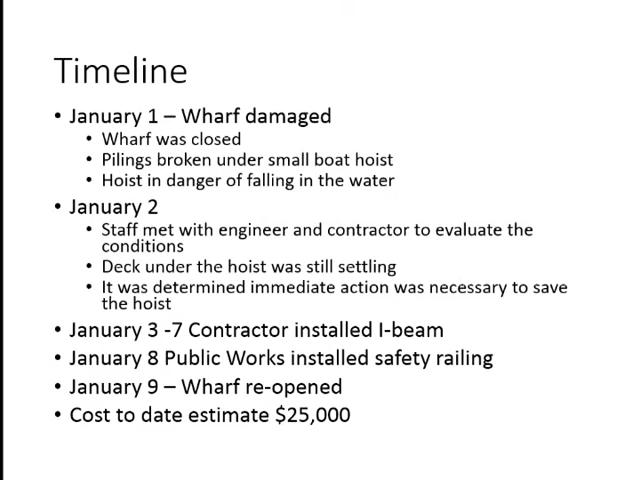 Timeline
• January 1 – Wharf damaged
• Wharf was closed
• Pilings broken under small boat hoist
• Hoist in danger of falling in the water
• January 2
• Staff met with engineer and contractor to evaluate the
conditions
• Deck under the hoist was still settling
• It was determined immediate action was necessary to save
the hoist
• January 3 -7 Contractor installed I-beam
• January 8 Public Works installed safety railing
• January 9 – Wharf re-opened
• Cost to date estimate $25,000